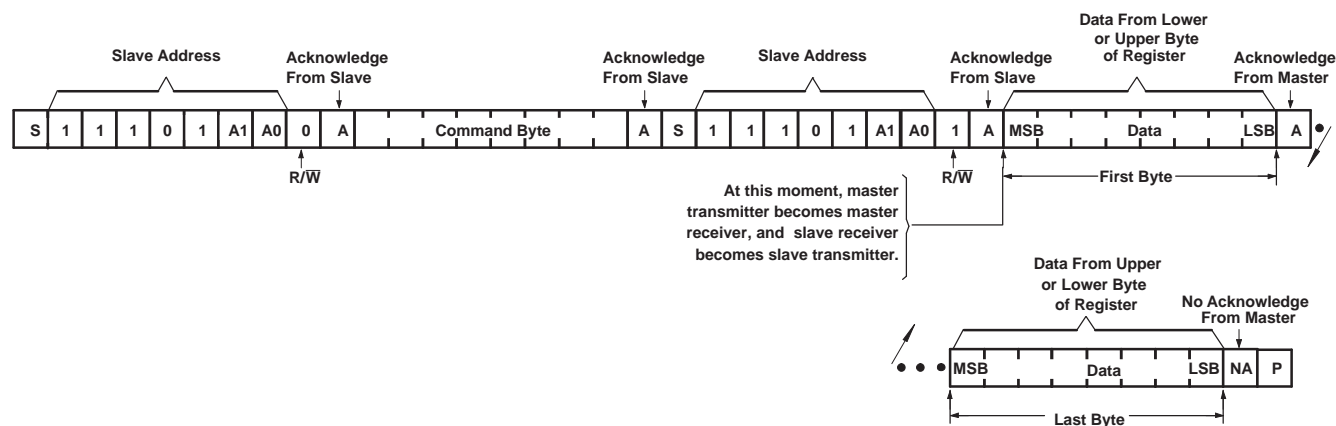 Data From Lower
or Upper Byte
of Register
Slave Address
Acknowledge
From Slave
Acknowledge
From Slave
Slave Address
Acknowledge
From Slave
Acknowledge
From Master
S 1 1 1 0 1 A1 A0 0 A Command Byte A S 1 1 1 0 1 A1 A0 1 A MSB Data LSB A
R/W̅
R/W̅
First Byte
At this moment, master
transmitter becomes master
receiver, and slave receiver
becomes slave transmitter.
Data From Upper
or Lower Byte
of Register
No Acknowledge
From Master
MSB Data LSB NA P
Last Byte